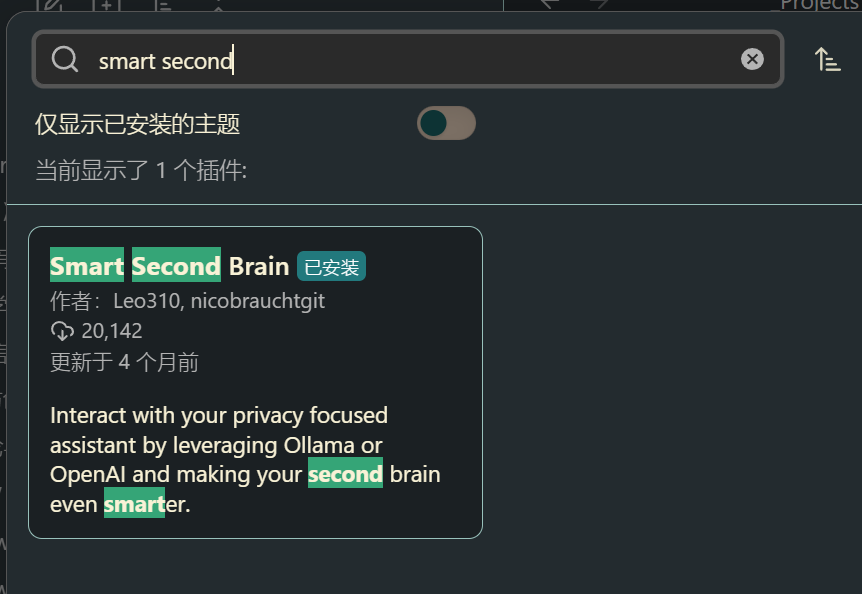 _Projects
smart second
仅显示已安装的主题
当前显示了 1 个插件:
Smart Second Brain 已安装
作者：Leo310, nicobrauchtgit
20,142
更新于 4 个月前
Interact with your privacy focused
assistant by leveraging Ollama or
OpenAI and making your second brain
even smarter.